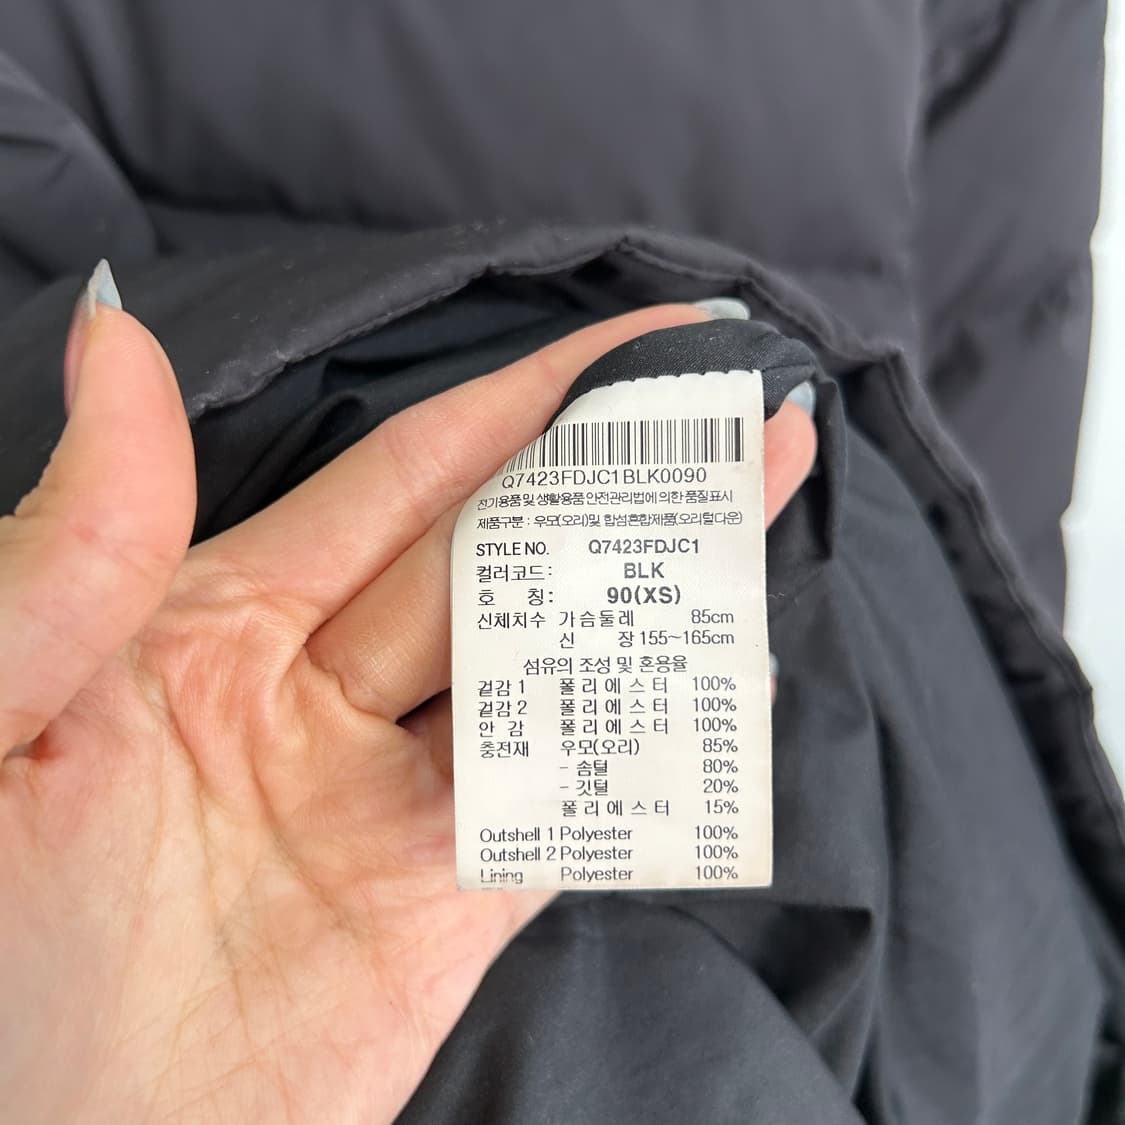 Q7423FDJC1BLK0090
전기용품 및 생활용품 안전관리법에 의한 품질표시
제품구분 : 우모(오리)및 합섬혼합제품(오리털다운)
STYLE NO. Q7423FDJC1
컬러코드: BLK
호 칭: 90(XS)
신체치수 가슴둘레 85cm
신 장 155~165cm
섬유의 조성 및 혼용율
겉감 1 폴리에스터 100%
겉감 2 폴리에스터 100%
안 감 폴리에스터 100%
충전재 우모(오리) 85%
- 솜털 80%
- 깃털 20%
폴리에스터 15%
Outshell 1 Polyester 100%
Outshell 2 Polyester 100%
Lining Polyester 100%